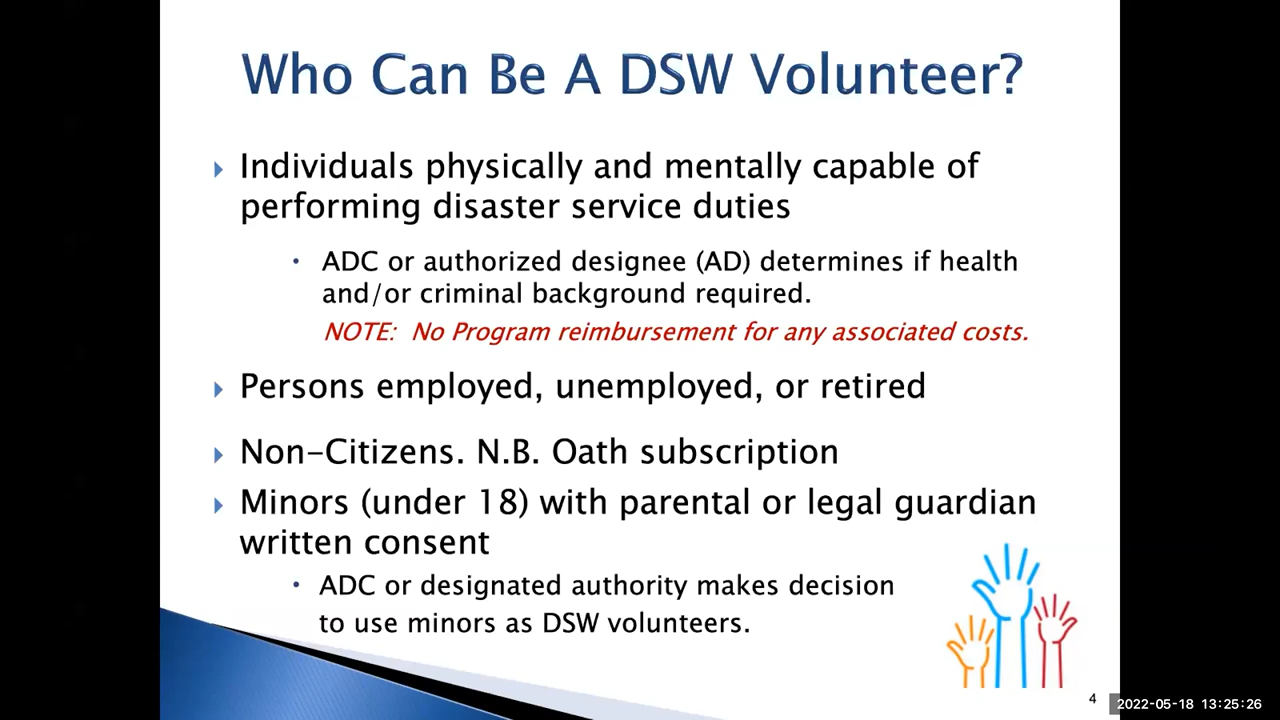 Who Can Be A DSW Volunteer?
Individuals physically and mentally capable of
performing disaster service duties
• ADC or authorized designee (AD) determines if health
and/or criminal background required.
NOTE: No Program reimbursement for any associated costs.
Persons employed, unemployed, or retired
Non-Citizens. N.B. Oath subscription
Minors (under 18) with parental or legal guardian
written consent
• ADC or designated authority makes decision
to use minors as DSW volunteers.
4
2022-05-18 13:25:26